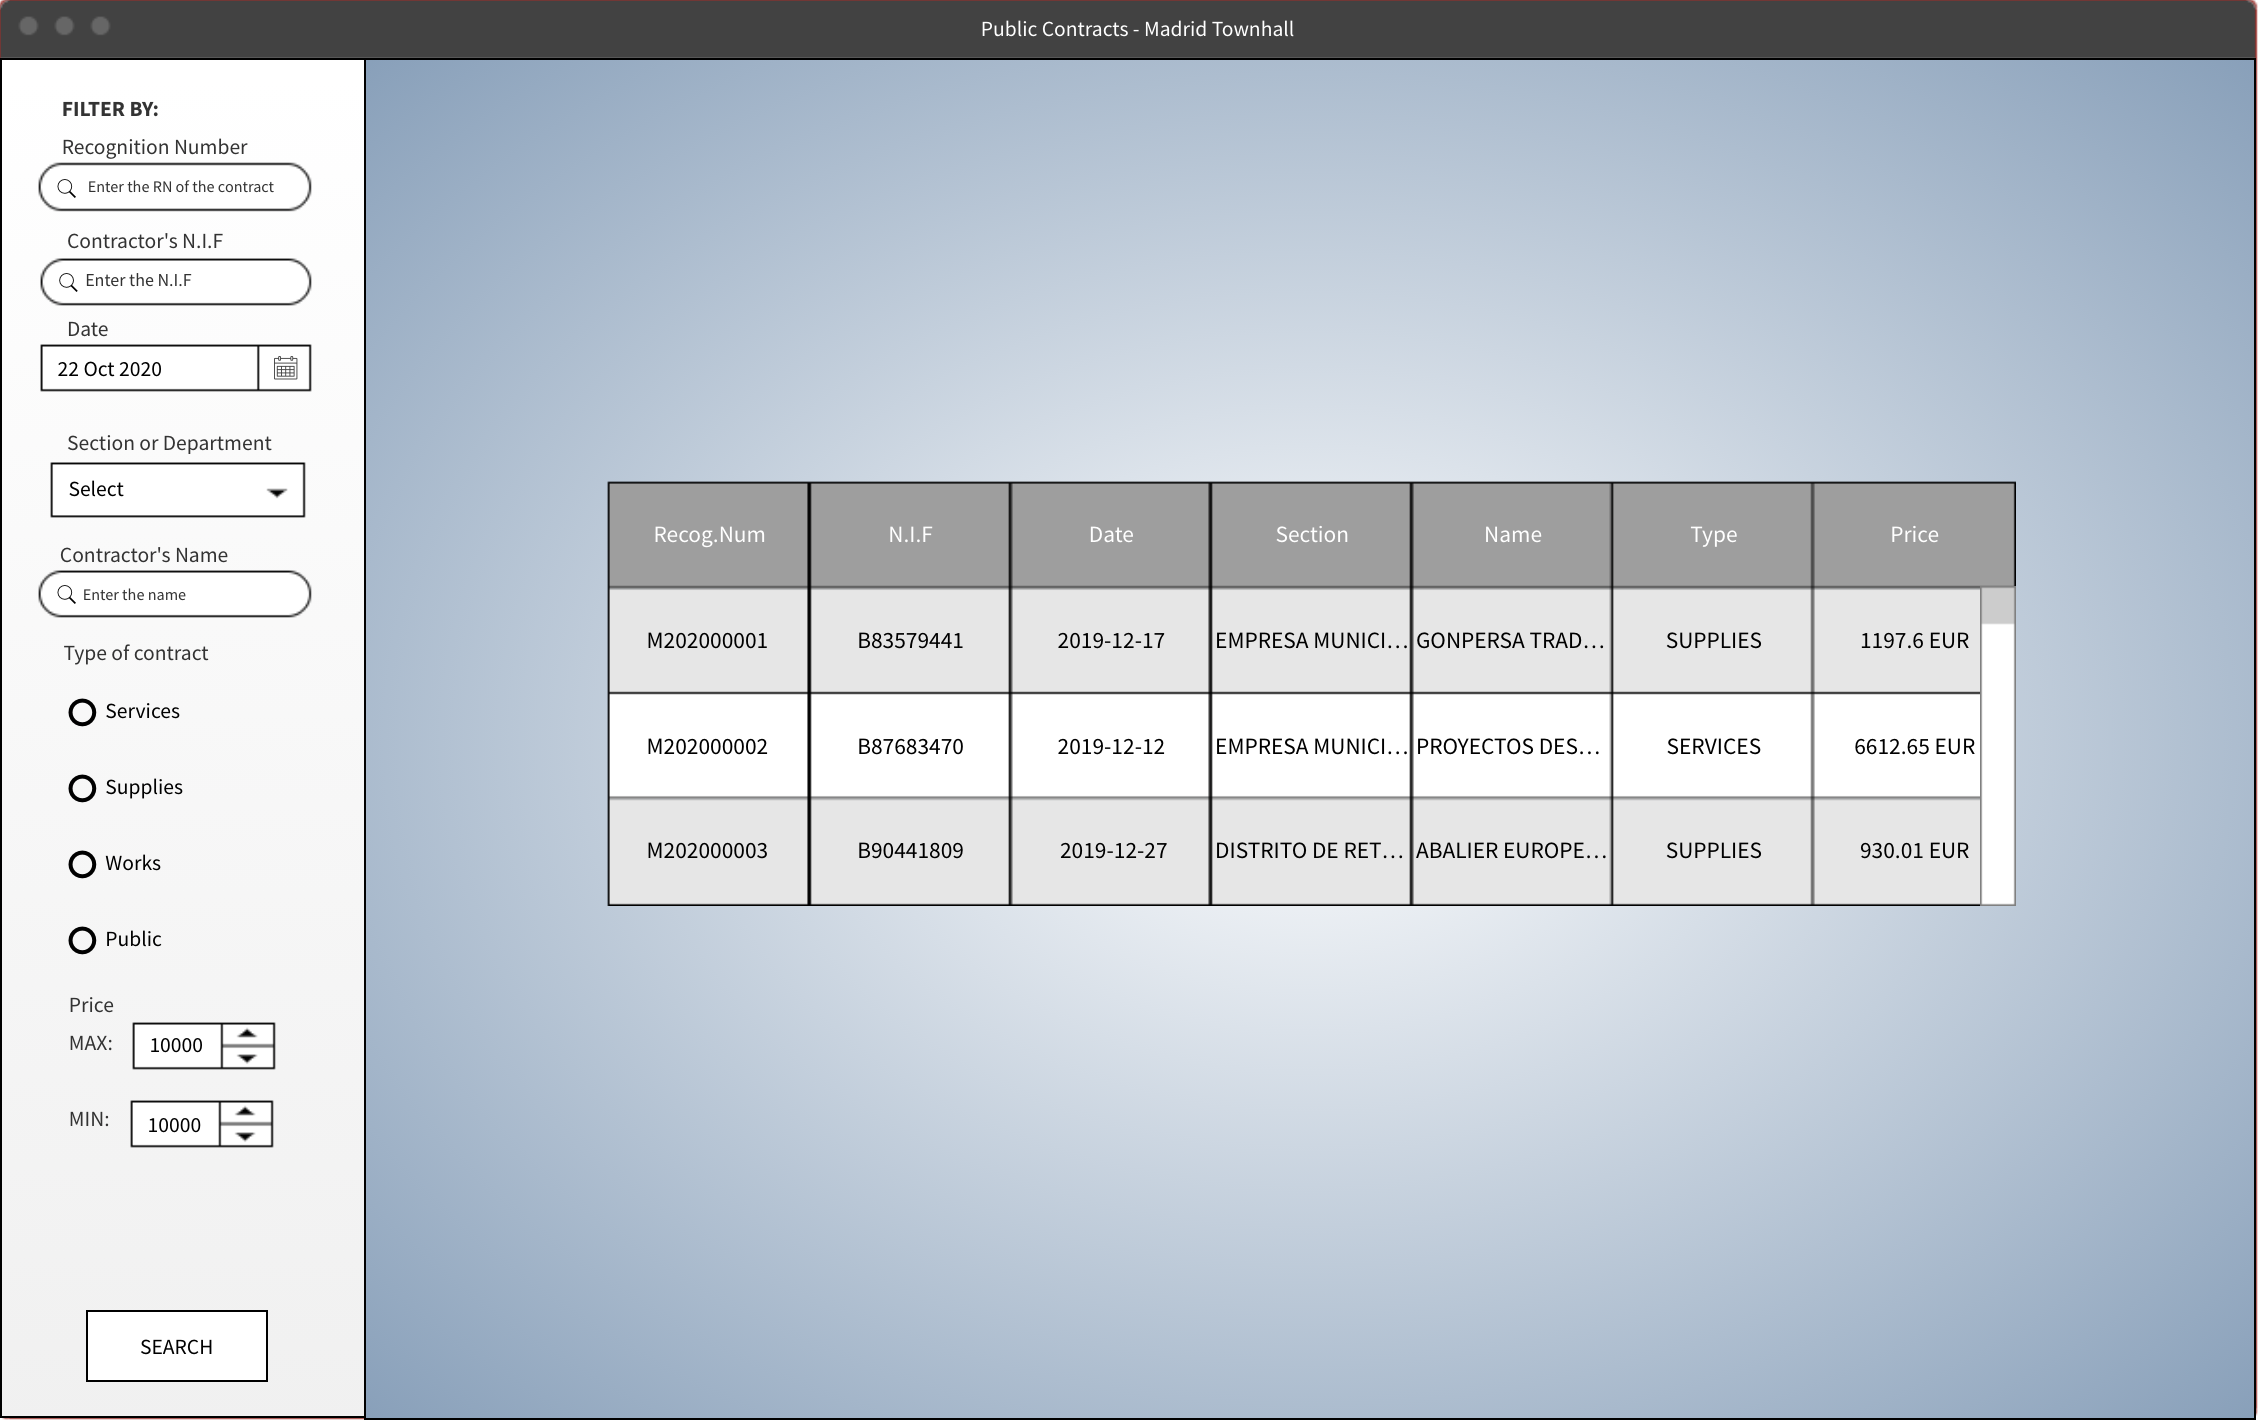 Public Contracts - Madrid Townhall
FILTER BY:
Recognition Number
Enter the RN of the contract
Contractor's N.I.F
Enter the N.I.F
Date
22 Oct 2020
Section or Department
Select
Contractor's Name
Enter the name
Type of contract
Services
Supplies
Works
Public
Price
MAX: 10000
MIN: 10000
SEARCH
Recog.Num N.I.F Date Section Name Type Price
M202000001 B83579441 2019-12-17 EMPRESA MUNICI... GONPERSA TRAD... SUPPLIES 1197.6 EUR
M202000002 B87683470 2019-12-12 EMPRESA MUNICI... PROYECTOS DES... SERVICES 6612.65 EUR
M202000003 B90441809 2019-12-27 DISTRITO DE RET... ABALIER EUROPE... SUPPLIES 930.01 EUR